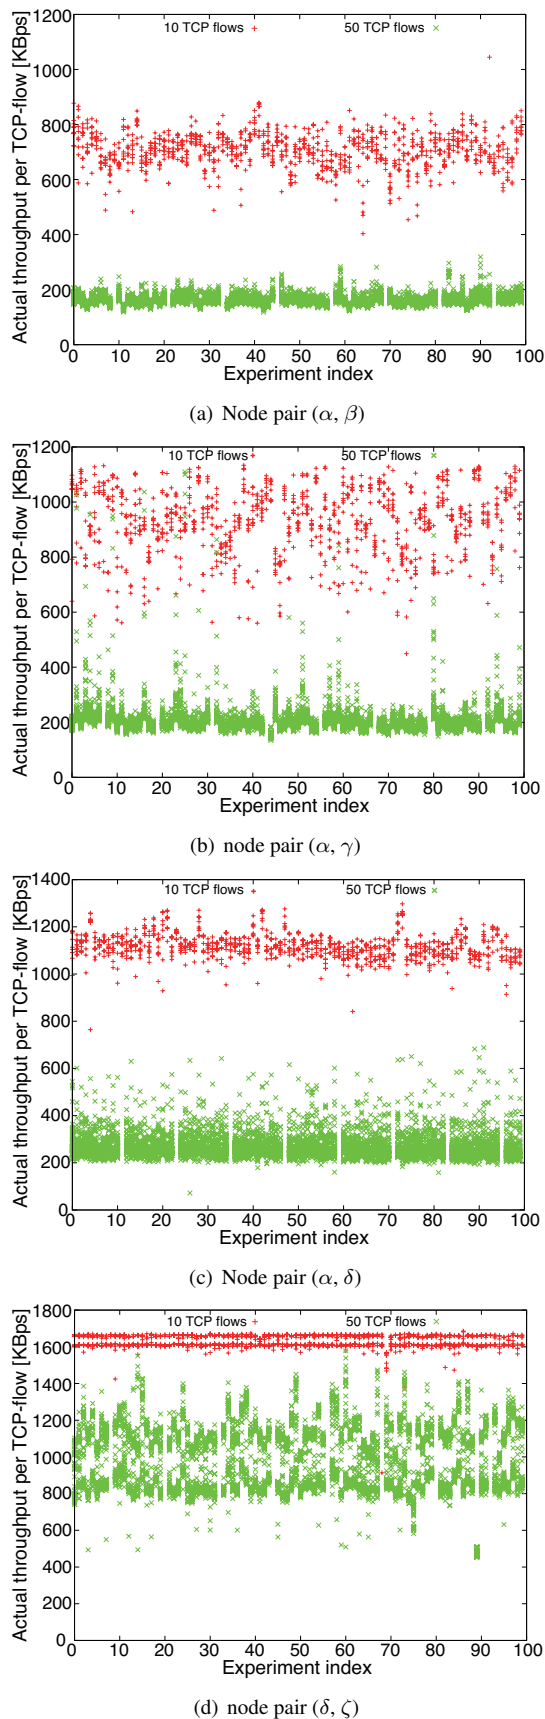 Actual throughput per TCP-flow [KBps]
1200
1000
800
600
400
200
0
10 TCP flows
50 TCP flows
0 10 20 30 40 50 60 70 80 90 100
Experiment index
(a) Node pair (α, β)
Actual throughput per TCP-flow [KBps]
1200
1000
800
600
400
200
0
10 TCP flows
50 TCP flows
0 10 20 30 40 50 60 70 80 90 100
Experiment index
(b) node pair (α, γ)
Actual throughput per TCP-flow [KBps]
1400
1200
1000
800
600
400
200
0
10 TCP flows
50 TCP flows
0 10 20 30 40 50 60 70 80 90 100
Experiment index
(c) Node pair (α, δ)
Actual throughput per TCP-flow [KBps]
1800
1600
1400
1200
1000
800
600
400
200
0
10 TCP flows
50 TCP flows
0 10 20 30 40 50 60 70 80 90 100
Experiment index
(d) node pair (δ, ζ)